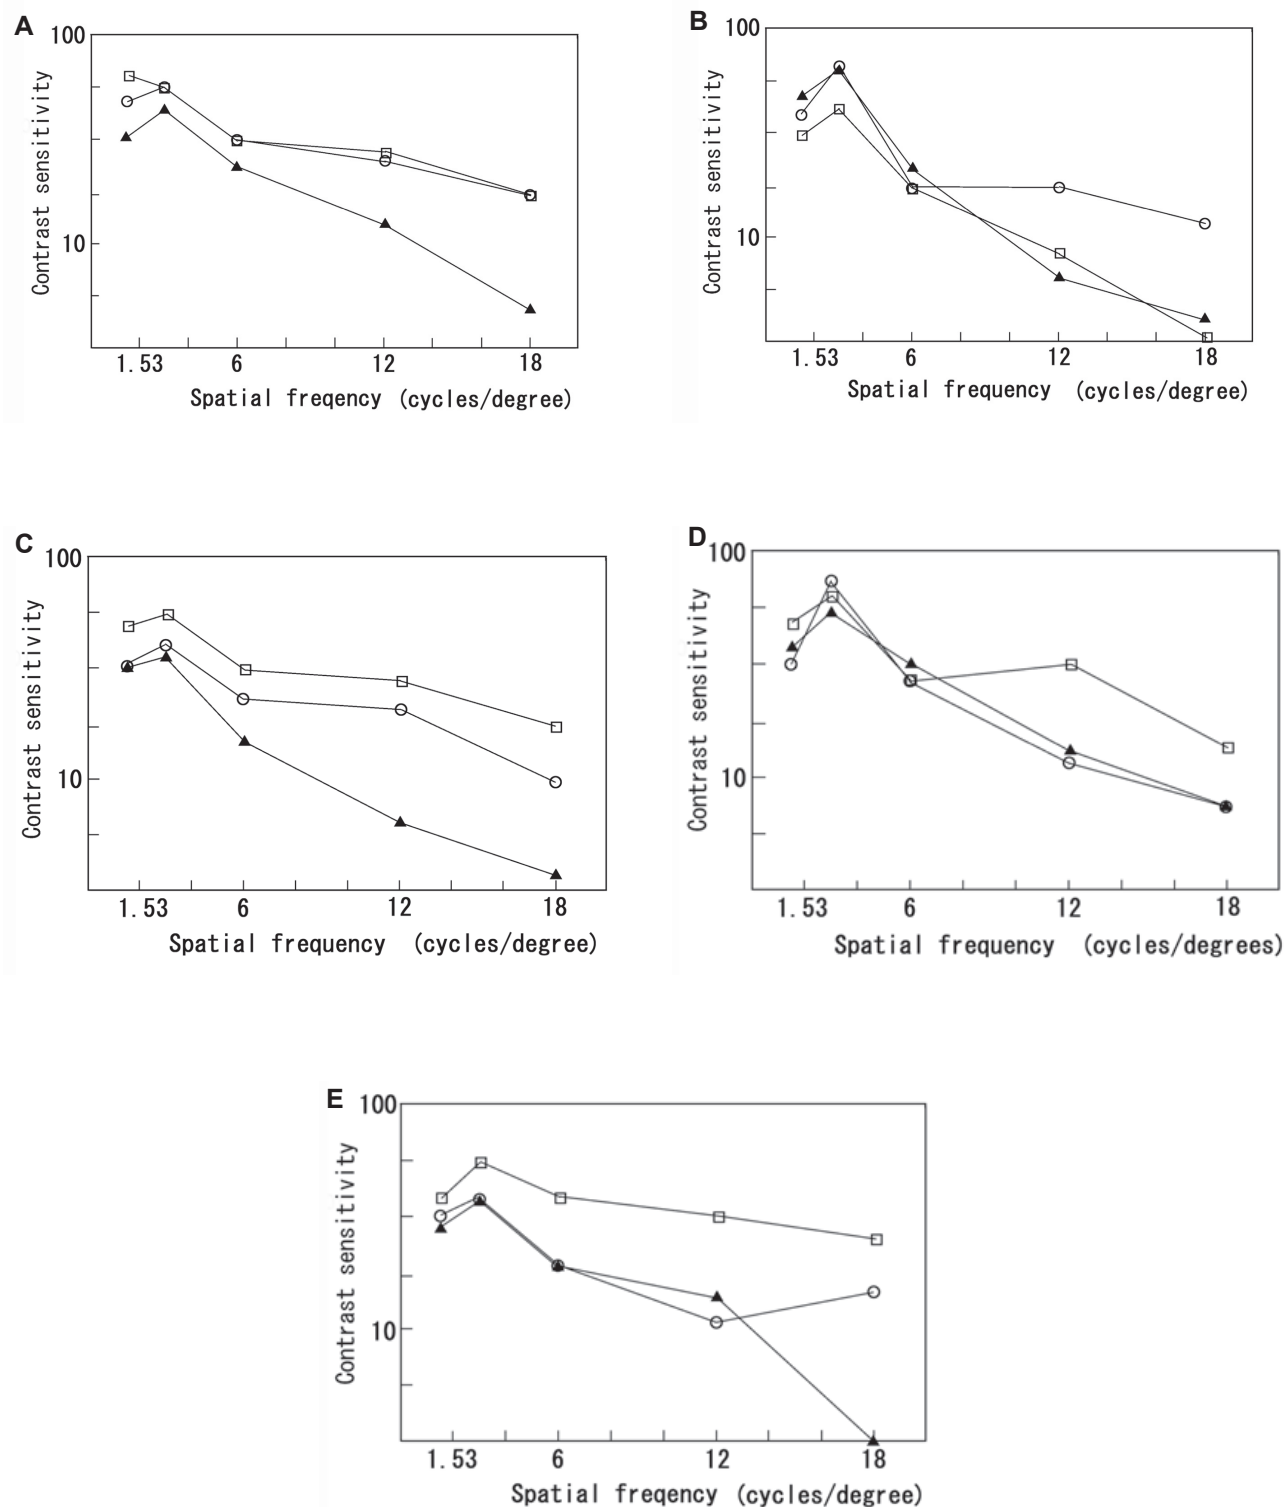 A
100
10
Contrast sensitivity
1.53 6 12 18
Spatial freqency (cycles/degree)
B
100
10
Contrast sensitivity
1.53 6 12 18
Spatial frequency (cycles/degree)
C
100
10
Contrast sensitivity
1.53 6 12 18
Spatial frequency (cycles/degree)
D
100
10
Contrast sensitivity
1.53 6 12 18
Spatial frequency (cycles/degrees)
E
100
10
Contrast sensitivity
1.53 6 12 18
Spatial freqency (cycles/degree)